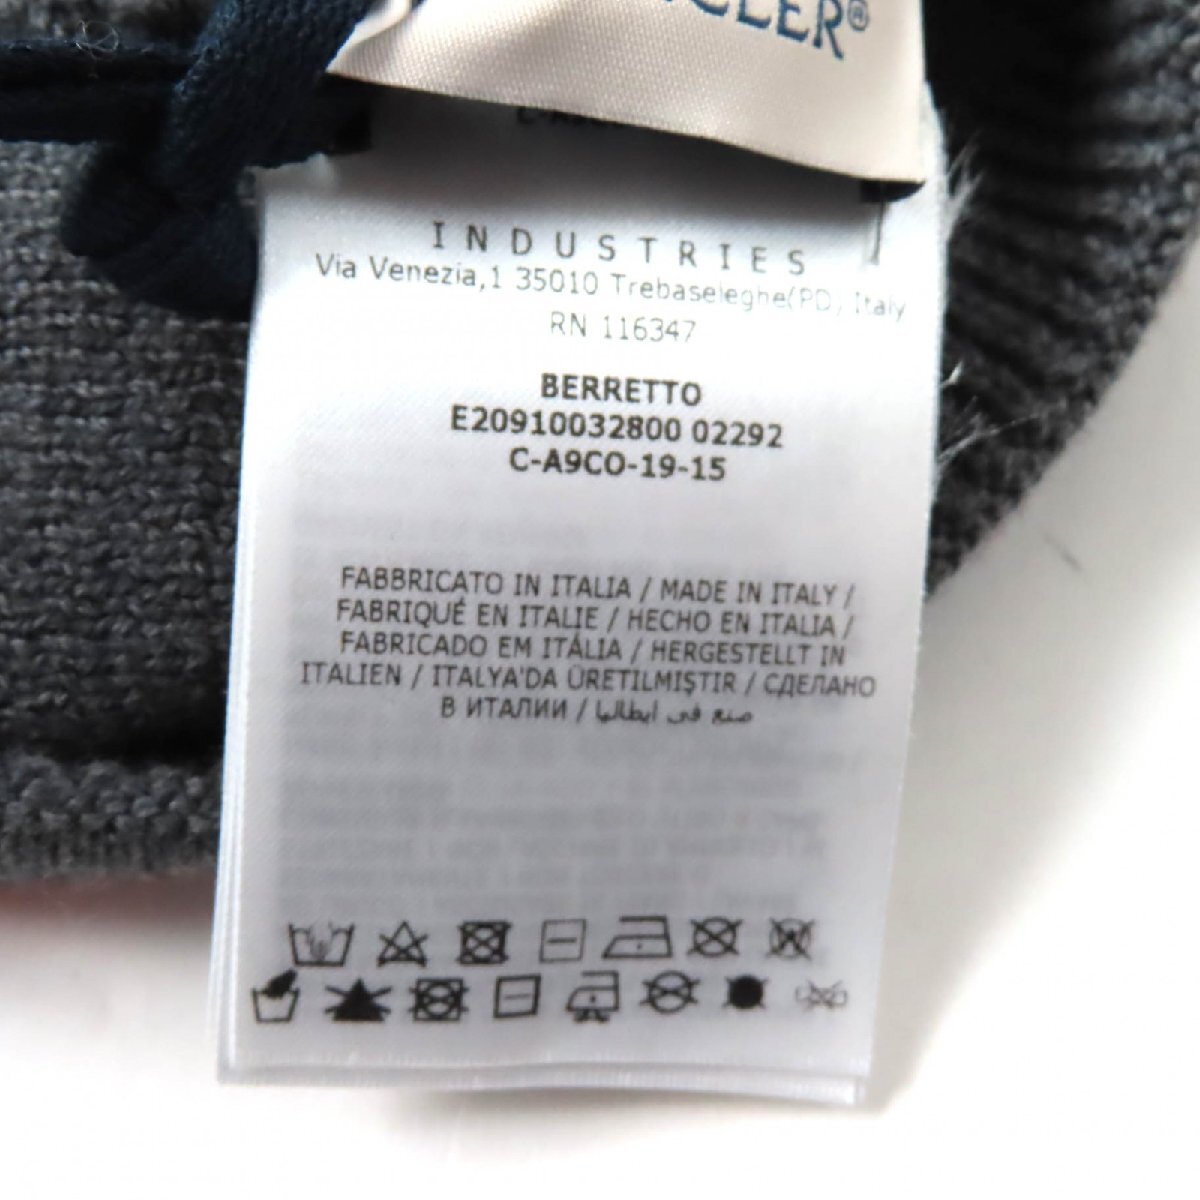 INDUSTRIES
Via Venezia,1 35010 Trebaseleghe(PD) Italy
RN 116347
BERRETTO
E20910032800 02292
C-A9CO-19-15
FABBRICATO IN ITALIA / MADE IN ITALY /
FABRIQUÉ EN ITALIE / HECHO EN ITALIA /
FABRICADO EM ITÁLIA / HERGESTELLT IN
ITALIEN / ITALYA'DA ÜRETILMIŞTIR / СДЕЛАНО
В ИТАЛИИ / صنع في ايطاليا